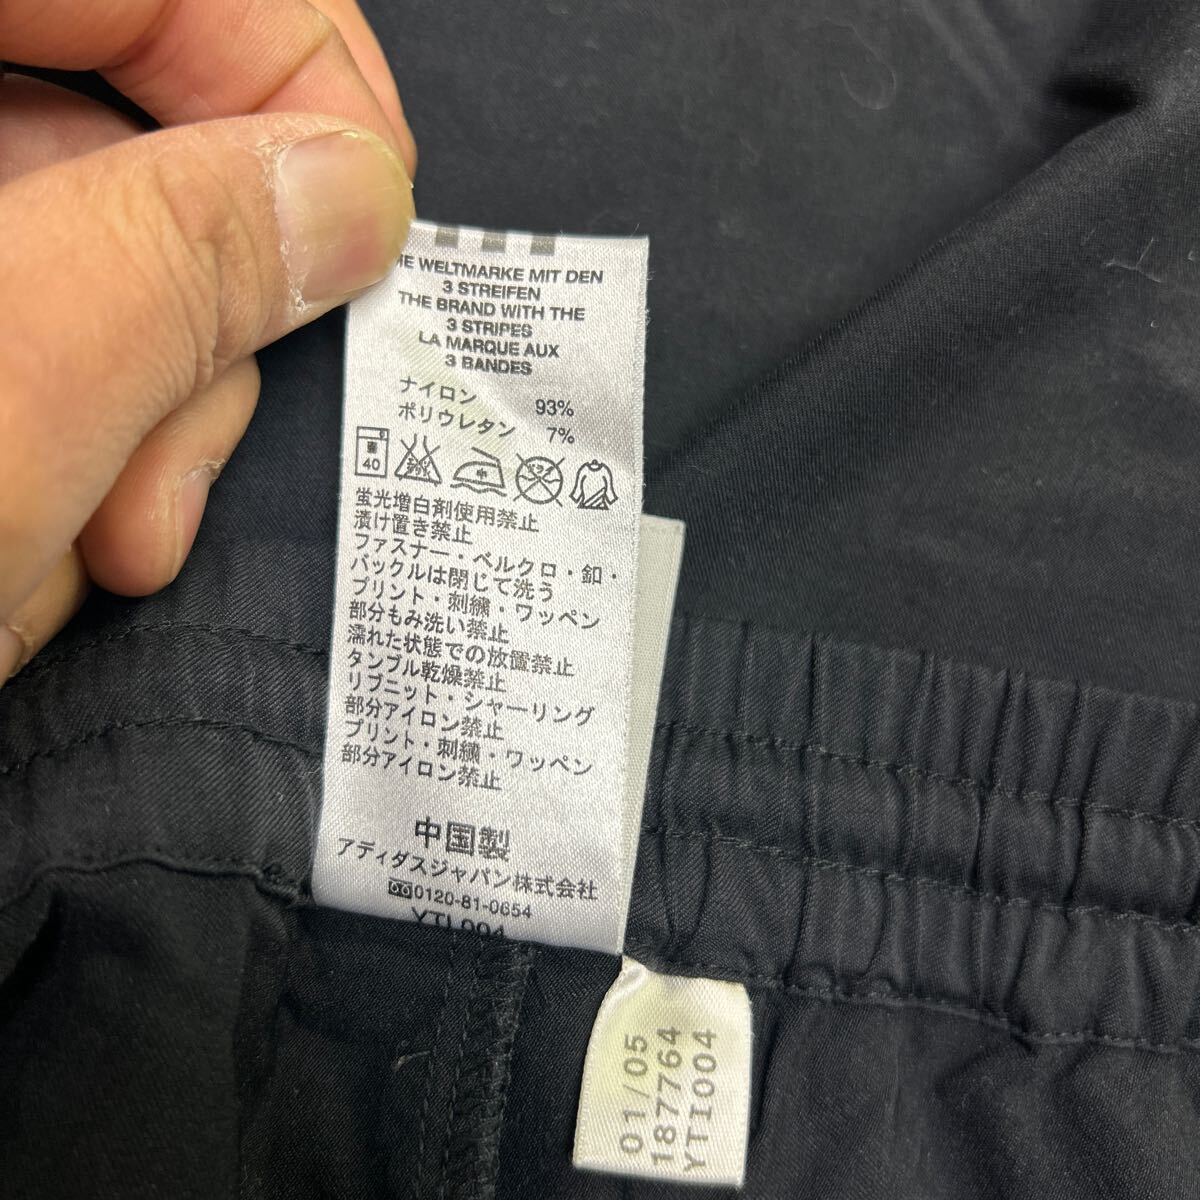 WELTMARKE MIT DEN
3 STREIFEN
THE BRAND WITH THE
3 STRIPES
LA MARQUE AUX
3 BANDES
ナイロン 93%
ポリウレタン 7%
40 中
蛍光増白剤使用禁止
漬け置き禁止
ファスナー・ベルクロ・釦・
バックルは閉じて洗う
プリント・刺繍・ワッペン
部分もみ洗い禁止
濡れた状態での放置禁止
タンブル乾燥禁止
リブニット・シャーリング
部分アイロン禁止
プリント・刺繍・ワッペン
部分アイロン禁止
中国製
アディダスジャパン株式会社
0120-81-0654
01/05
187764
YTI004